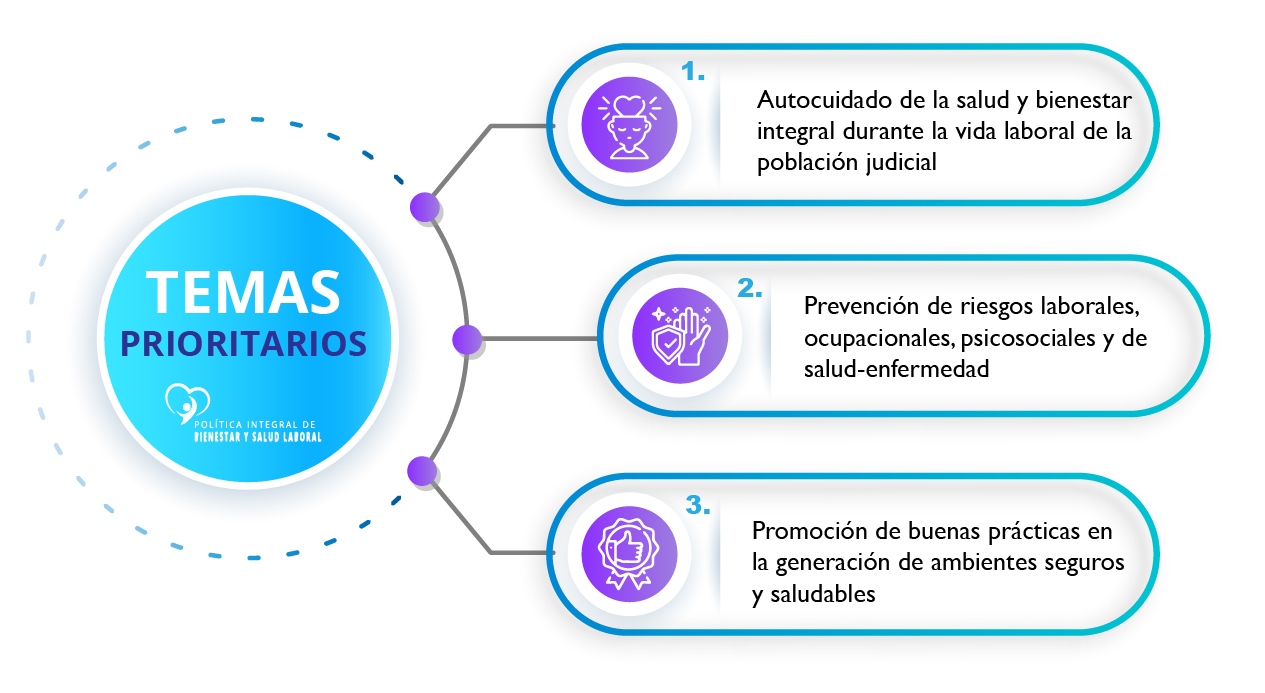 TEMAS
PRIORITARIOS
POLÍTICA INTEGRAL DE
BIENESTAR Y SALUD LABORAL
1.
Autocuidado de la salud y bienestar
integral durante la vida laboral de la
población judicial
2.
Prevención de riesgos laborales,
ocupacionales, psicosociales y de
salud-enfermedad
3.
Promoción de buenas prácticas en
la generación de ambientes seguros
y saludables